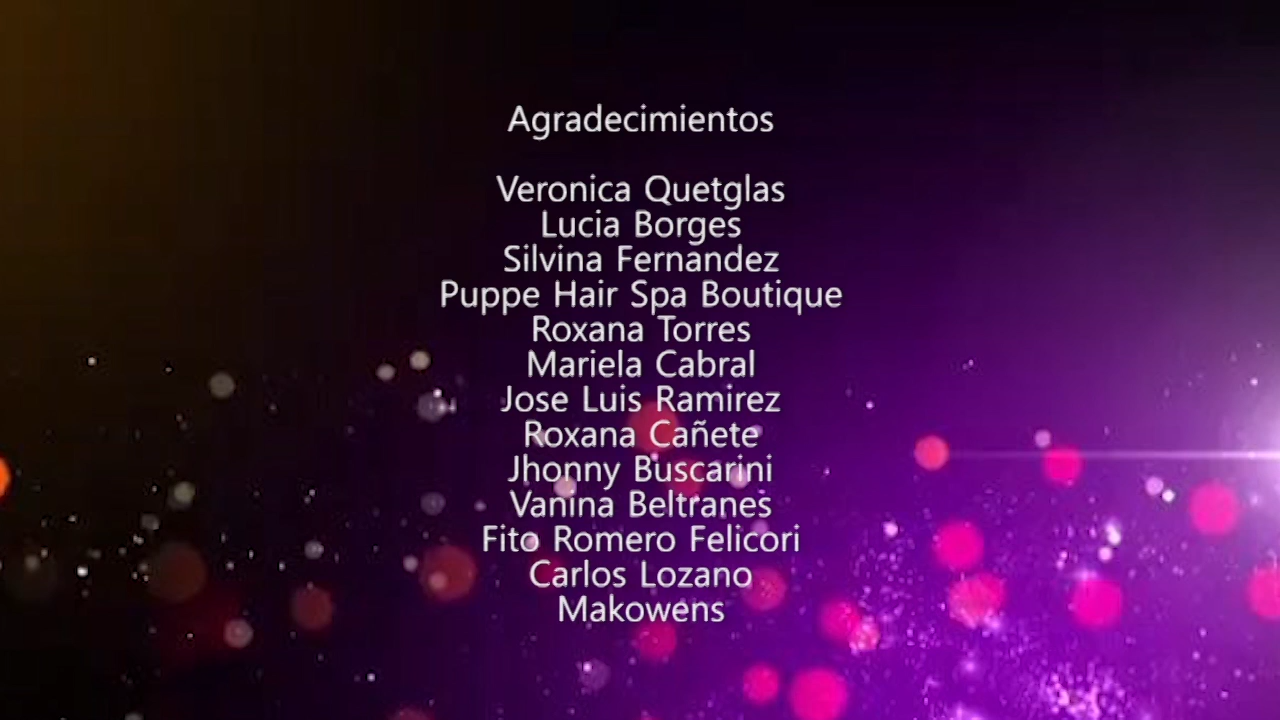 Agradecimientos
Veronica Quetglas
Lucia Borges
Silvina Fernandez
Puppe Hair Spa Boutique
Roxana Torres
Mariela Cabral
Jose Luis Ramirez
Roxana Cañete
Jhonny Buscarini
Vanina Beltranes
Fito Romero Felicori
Carlos Lozano
Makowens